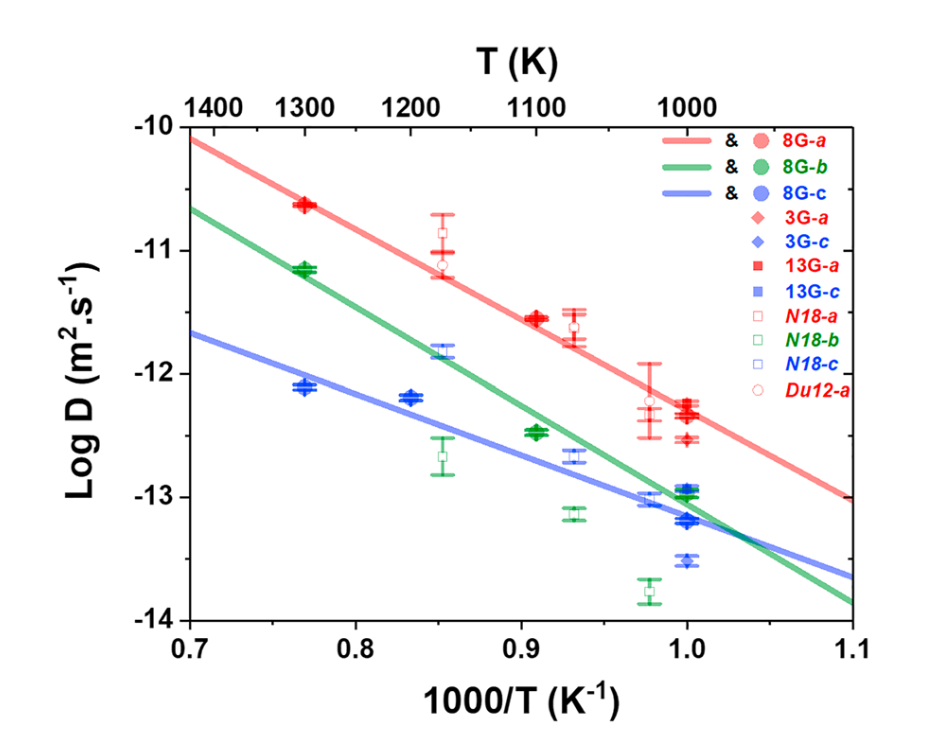 T (K)
1400 1300 1200 1100 1000
-10
-11
-12
-13
-14
Log D (m².s⁻¹)
& 8G-a
& 8G-b
& 8G-c
3G-a
3G-c
13G-a
13G-c
N18-a
N18-b
N18-c
Du12-a
0.7 0.8 0.9 1.0 1.1
1000/T (K⁻¹)